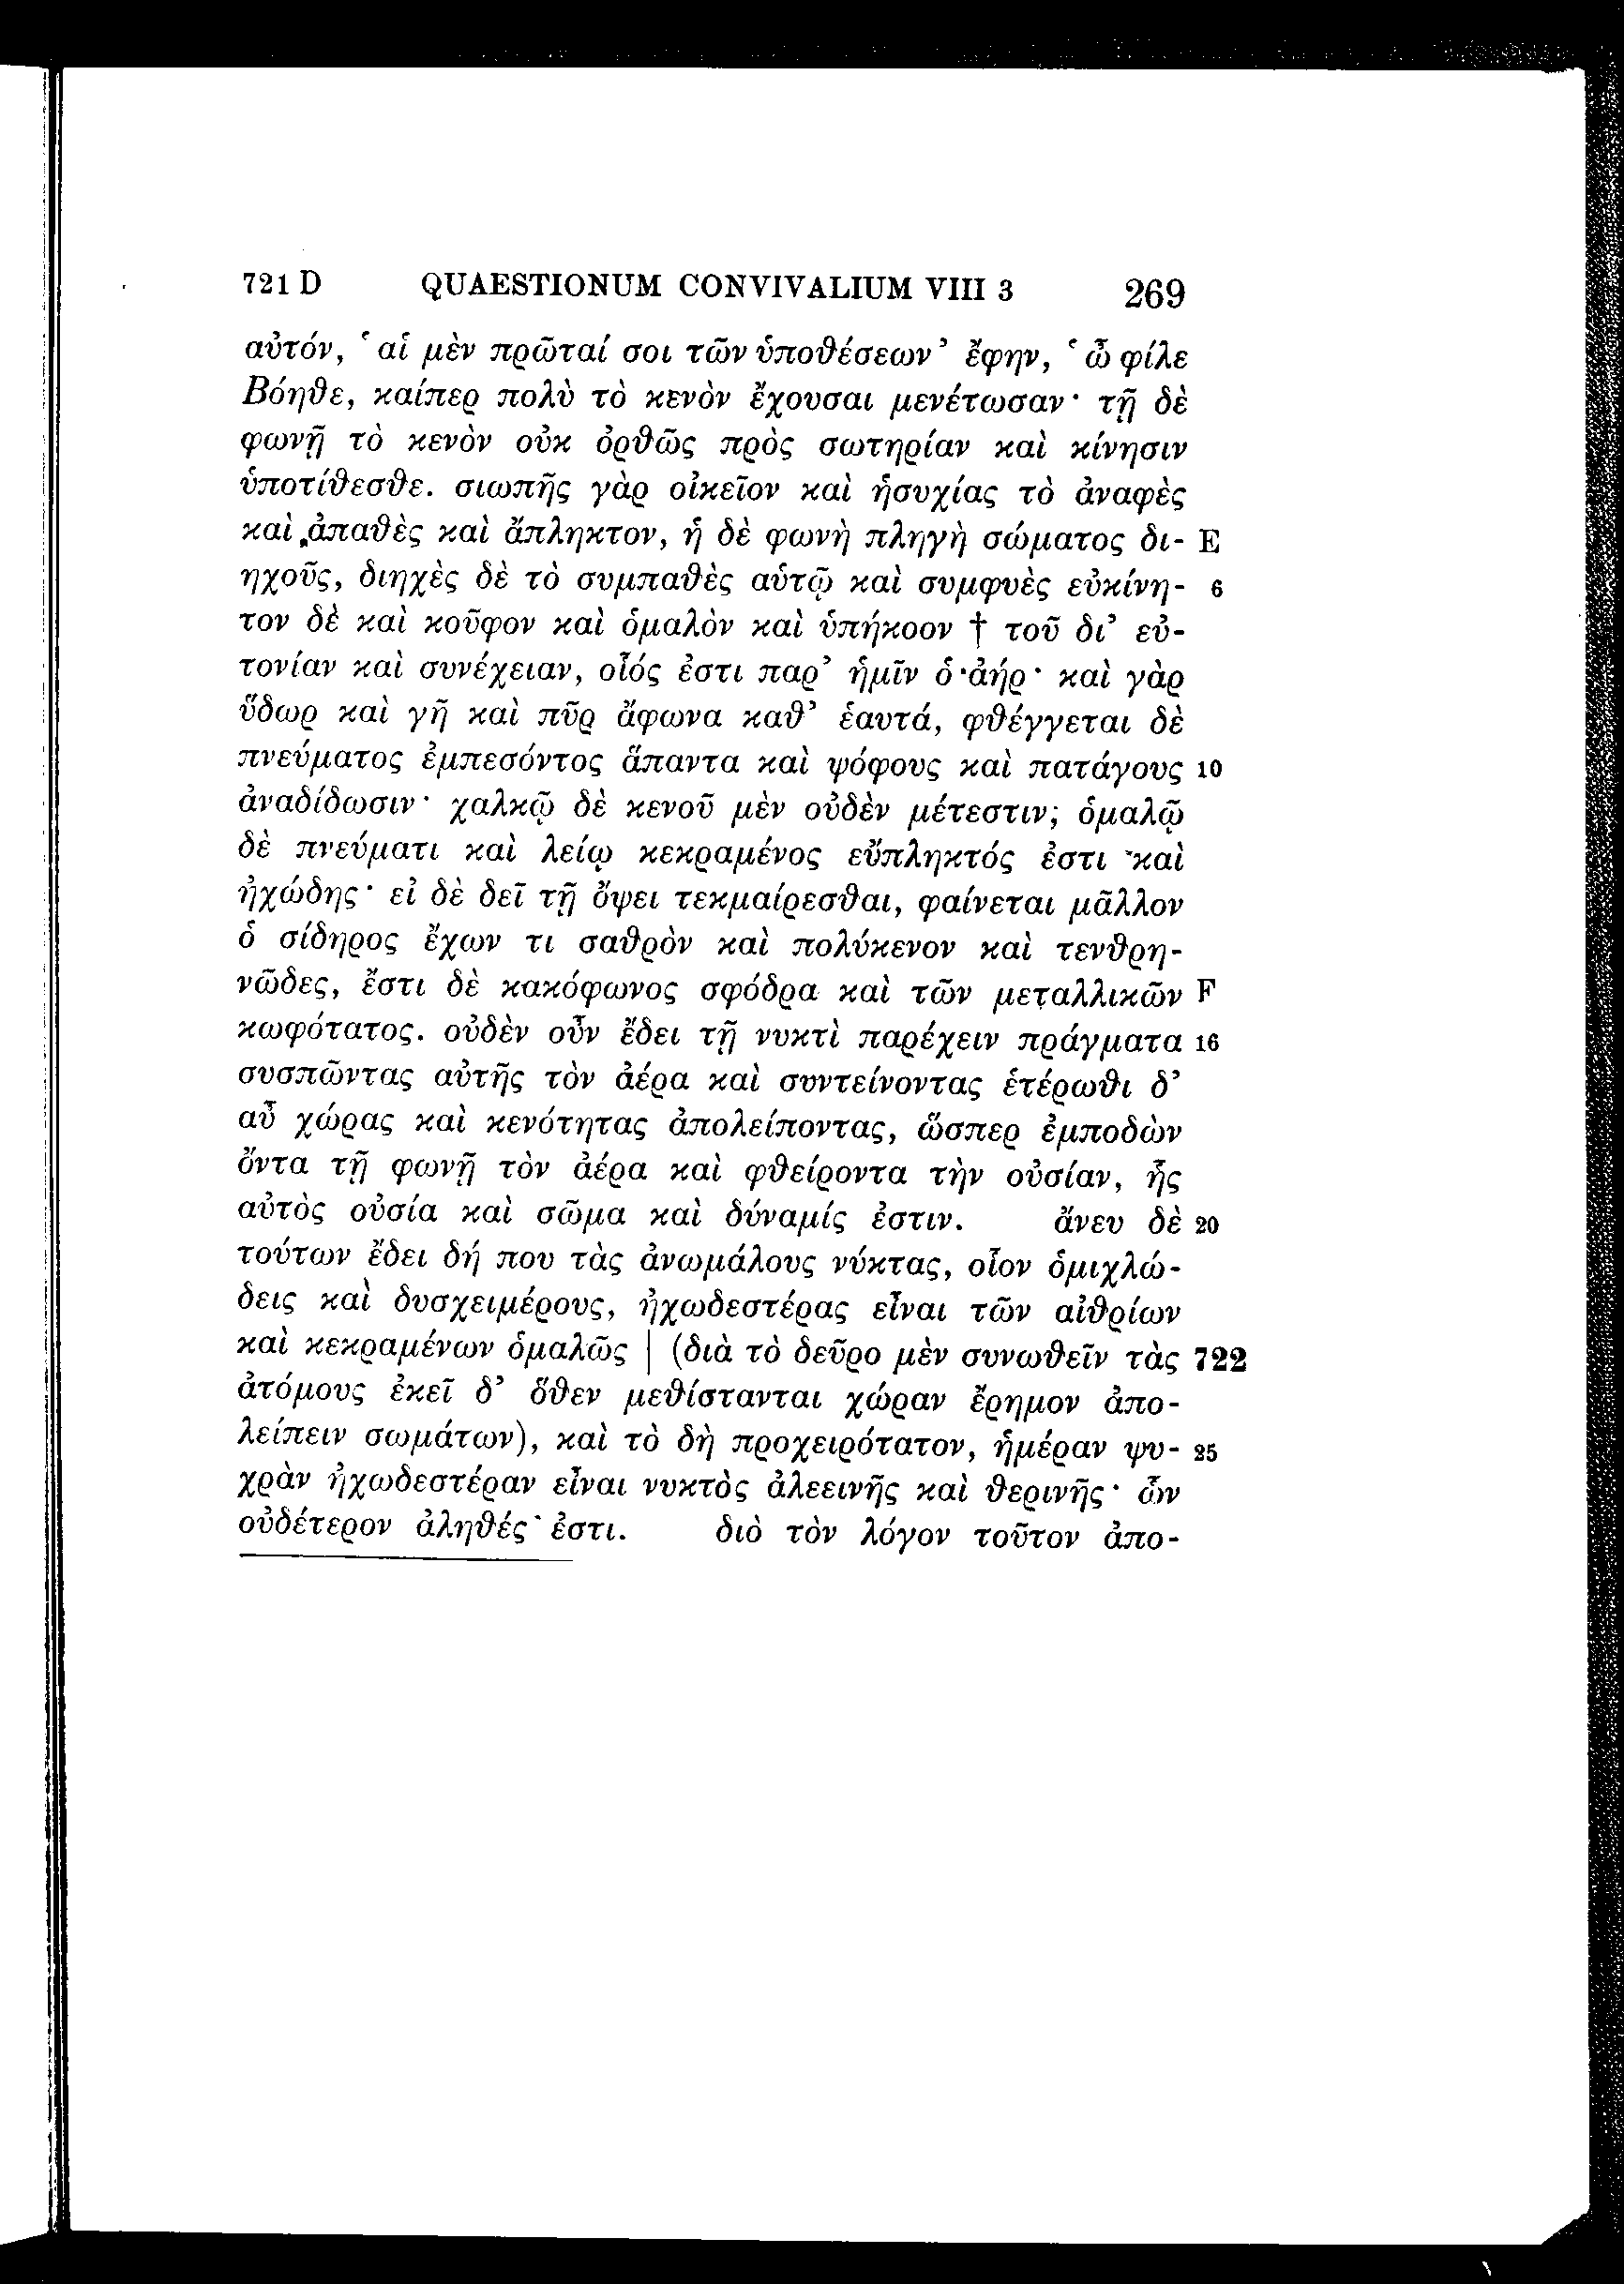 721 D QUAESTIONUM CONVIVALIUM VIII 3 269
αὐτόν, ‘αἱ μὲν πρῶταί σοι τῶν ὑποθέσεων’ ἔφην, ‘ὦ φίλε
Βόηθε, καίπερ πολὺ τὸ κενὸν ἔχουσαι μενέτωσαν· τῇ δὲ
φωνῇ τὸ κενὸν οὐκ ὀρθῶς πρὸς σωτηρίαν καὶ κίνησιν
ὑποτίθεσθε. σιωπῆς γὰρ οἰκεῖον καὶ ἡσυχίας τὸ ἀναφὲς
καὶ ἀπαθὲς καὶ ἄπληκτον, ἡ δὲ φωνὴ πληγὴ σώματος δι- E
ηχοῦς, διηχὲς δὲ τὸ συμπαθὲς αὑτῷ καὶ συμφυὲς εὐκίνη- 6
τον δὲ καὶ κοῦφον καὶ ὁμαλὸν καὶ ὑπήκοον † τοῦ δι’ εὐ-
τονίαν καὶ συνέχειαν, οἷός ἐστι παρ’ ἡμῖν ὁ ἀήρ· καὶ γὰρ
ὕδωρ καὶ γῆ καὶ πῦρ ἄφωνα καθ’ ἑαυτά, φθέγγεται δὲ
πνεύματος ἐμπεσόντος ἅπαντα καὶ ψόφους καὶ πατάγους 10
ἀναδίδωσιν· χαλκῷ δὲ κενοῦ μὲν οὐδὲν μέτεστιν; ὁμαλῷ
δὲ πνεύματι καὶ λείῳ κεκραμένος εὔπληκτός ἐστι καὶ
ἠχώδης· εἰ δὲ δεῖ τῇ ὄψει τεκμαίρεσθαι, φαίνεται μᾶλλον
ὁ σίδηρος ἔχων τι σαθρὸν καὶ πολύκενον καὶ τενθρη-
νῶδες, ἔστι δὲ κακόφωνος σφόδρα καὶ τῶν μεταλλικῶν F
κωφότατος. οὐδὲν οὖν ἔδει τῇ νυκτὶ παρέχειν πράγματα 16
συσπῶντας αὐτῆς τὸν ἀέρα καὶ συντείνοντας ἑτέρωθι δ’
αὖ χώρας καὶ κενότητας ἀπολείποντας, ὥσπερ ἐμποδὼν
ὄντα τῇ φωνῇ τὸν ἀέρα καὶ φθείροντα τὴν οὐσίαν, ἧς
αὐτὸς οὐσία καὶ σῶμα καὶ δύναμίς ἐστιν. ἄνευ δὲ 20
τούτων ἔδει δή που τὰς ἀνωμάλους νύκτας, οἷον ὁμιχλώ-
δεις καὶ δυσχειμέρους, ἠχωδεστέρας εἶναι τῶν αἰθρίων
καὶ κεκραμένων ὁμαλῶς | (διὰ τὸ δεῦρο μὲν συνωθεῖν τὰς 722
ἀτόμους ἐκεῖ δ’ ὅθεν μεθίστανται χώραν ἔρημον ἀπο-
λείπειν σωμάτων), καὶ τὸ δὴ προχειρότατον, ἡμέραν ψυ- 25
χρὰν ἠχωδεστέραν εἶναι νυκτὸς ἀλεεινῆς καὶ θερινῆς· ὧν
οὐδέτερον ἀληθές ἐστι. διὸ τὸν λόγον τοῦτον ἀπο-